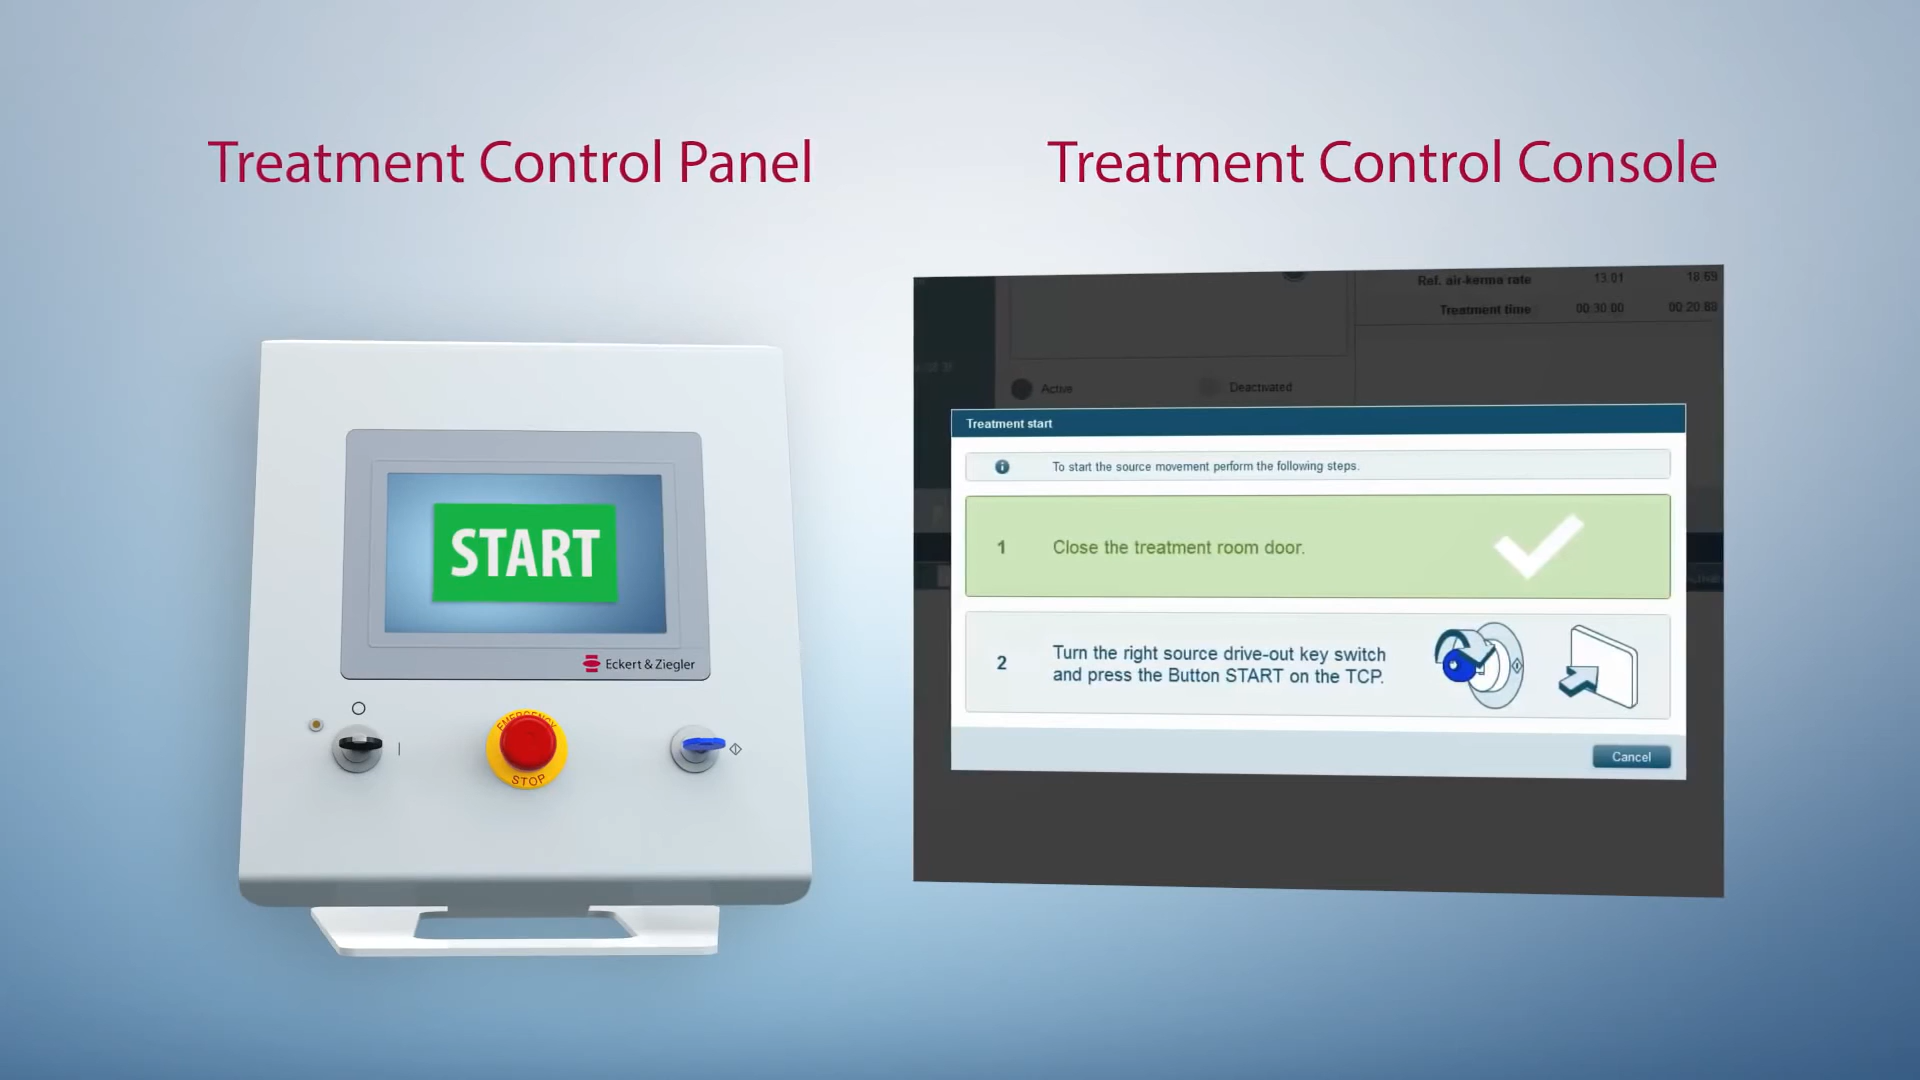 Treatment Control Panel
Treatment Control Console
Ref. air-kerma rate 13.01 18.69
Treatment time 00:30.00 00:20.89
Active Deactivated
Treatment start
To start the source movement perform the following steps.
1 Close the treatment room door.
2 Turn the right source drive-out key switch
and press the Button START on the TCP.
Cancel
START
Eckert & Ziegler
EMERGENCY
STOP